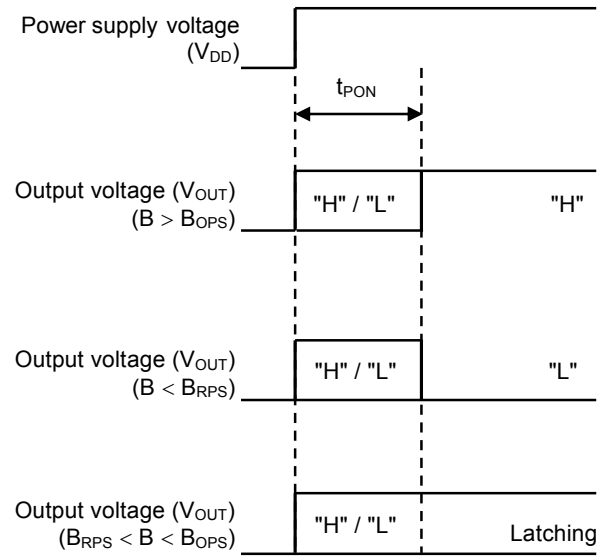 Power supply voltage
(VDD)
tPON
Output voltage (VOUT)
(B > BOPS)
"H" / "L"
"H"
Output voltage (VOUT)
(B < BRPS)
"H" / "L"
"L"
Output voltage (VOUT)
(BRPS < B < BOPS)
"H" / "L"
Latching